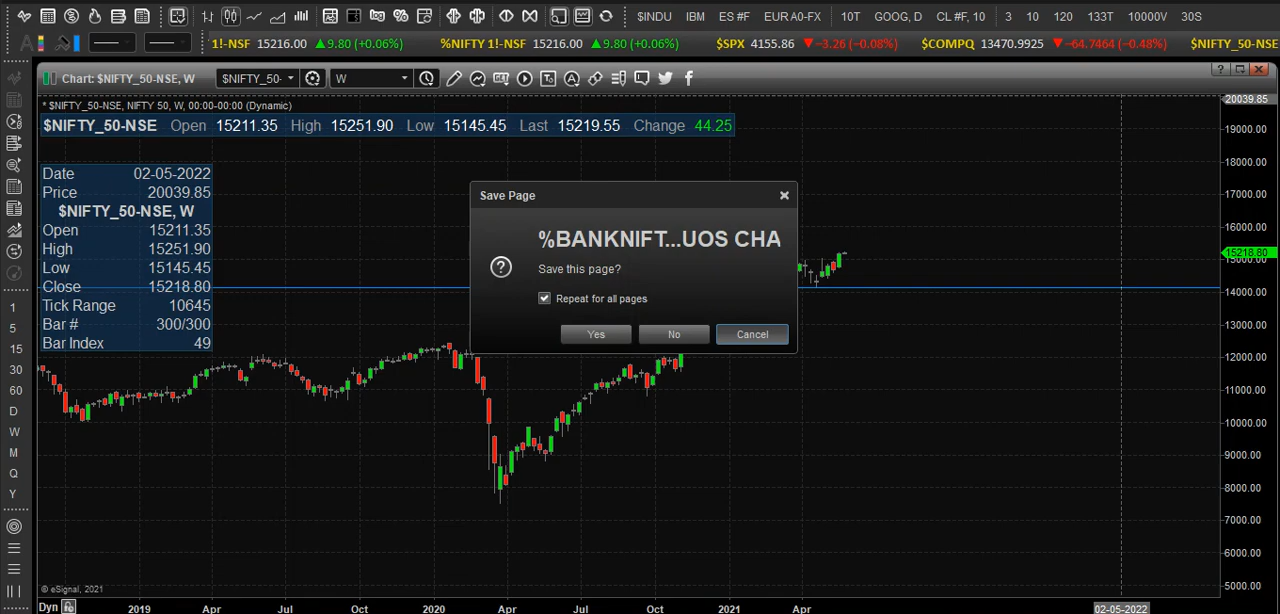 $INDU IBM ES #F EUR A0-FX 10T GOOG, D CL #F, 10 3 10 120 133T 10000V 30S
1!-NSF 15216.00 ▲9.80 (+0.06%) %NIFTY 1!-NSF 15216.00 ▲9.80 (+0.06%) $SPX 4155.86 ▼-3.26 (-0.08%) $COMPQ 13470.9925 ▼-64.7464 (-0.48%) $NIFTY_50-NSE
Chart: $NIFTY_50-NSE, W $NIFTY_50- W
* $NIFTY_50-NSE, NIFTY 50, W, 00:00-00:00 (Dynamic)
$NIFTY_50-NSE Open 15211.35 High 15251.90 Low 15145.45 Last 15219.55 Change 44.25
Date 02-05-2022
Price 20039.85
$NIFTY_50-NSE, W
Open 15211.35
High 15251.90
Low 15145.45
Close 15218.80
Tick Range 10645
Bar # 300/300
Bar Index 49
Save Page
%BANKNIFT...UOS CHA
Save this page?
Repeat for all pages
Yes No Cancel
20039.85
19000.00
18000.00
17000.00
16000.00
15218.80
15000.00
14000.00
13000.00
12000.00
11000.00
10000.00
9000.00
8000.00
7000.00
6000.00
5000.00
1
5
15
30
60
D
W
M
Q
Y
© eSignal, 2021
Dyn 2019 Apr Jul Oct 2020 Apr Jul Oct 2021 Apr 02-05-2022